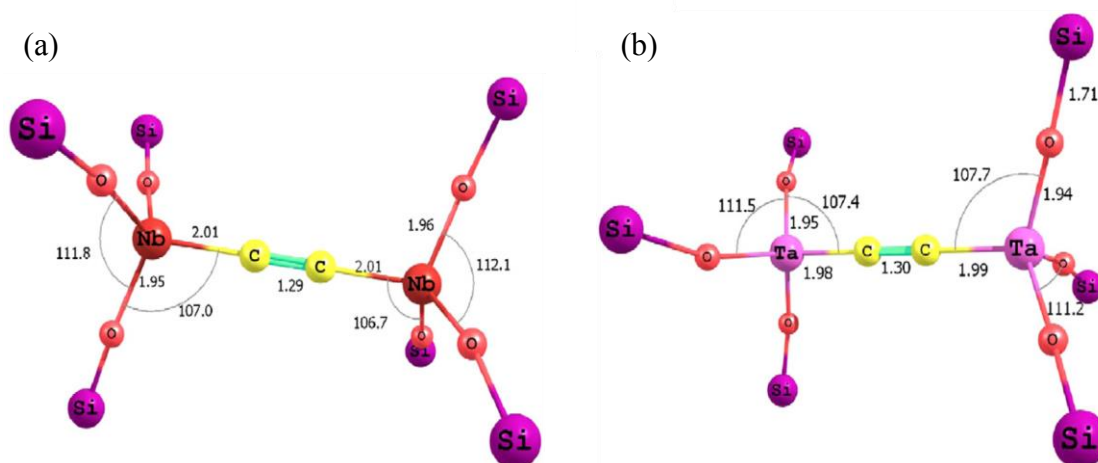 (a)
Si
Si
Si
O
O
O
Nb
2.01
C
C
1.29
111.8
1.95
107.0
O
Si
1.96
2.01
Nb
112.1
106.7
O
Si
O
Si
(b)
Si
1.71
O
107.7
1.94
Si
O
111.5
107.4
1.95
Si
O
Ta
C
C
Ta
O
Si
1.98
1.30
1.99
111.2
O
O
Si
Si